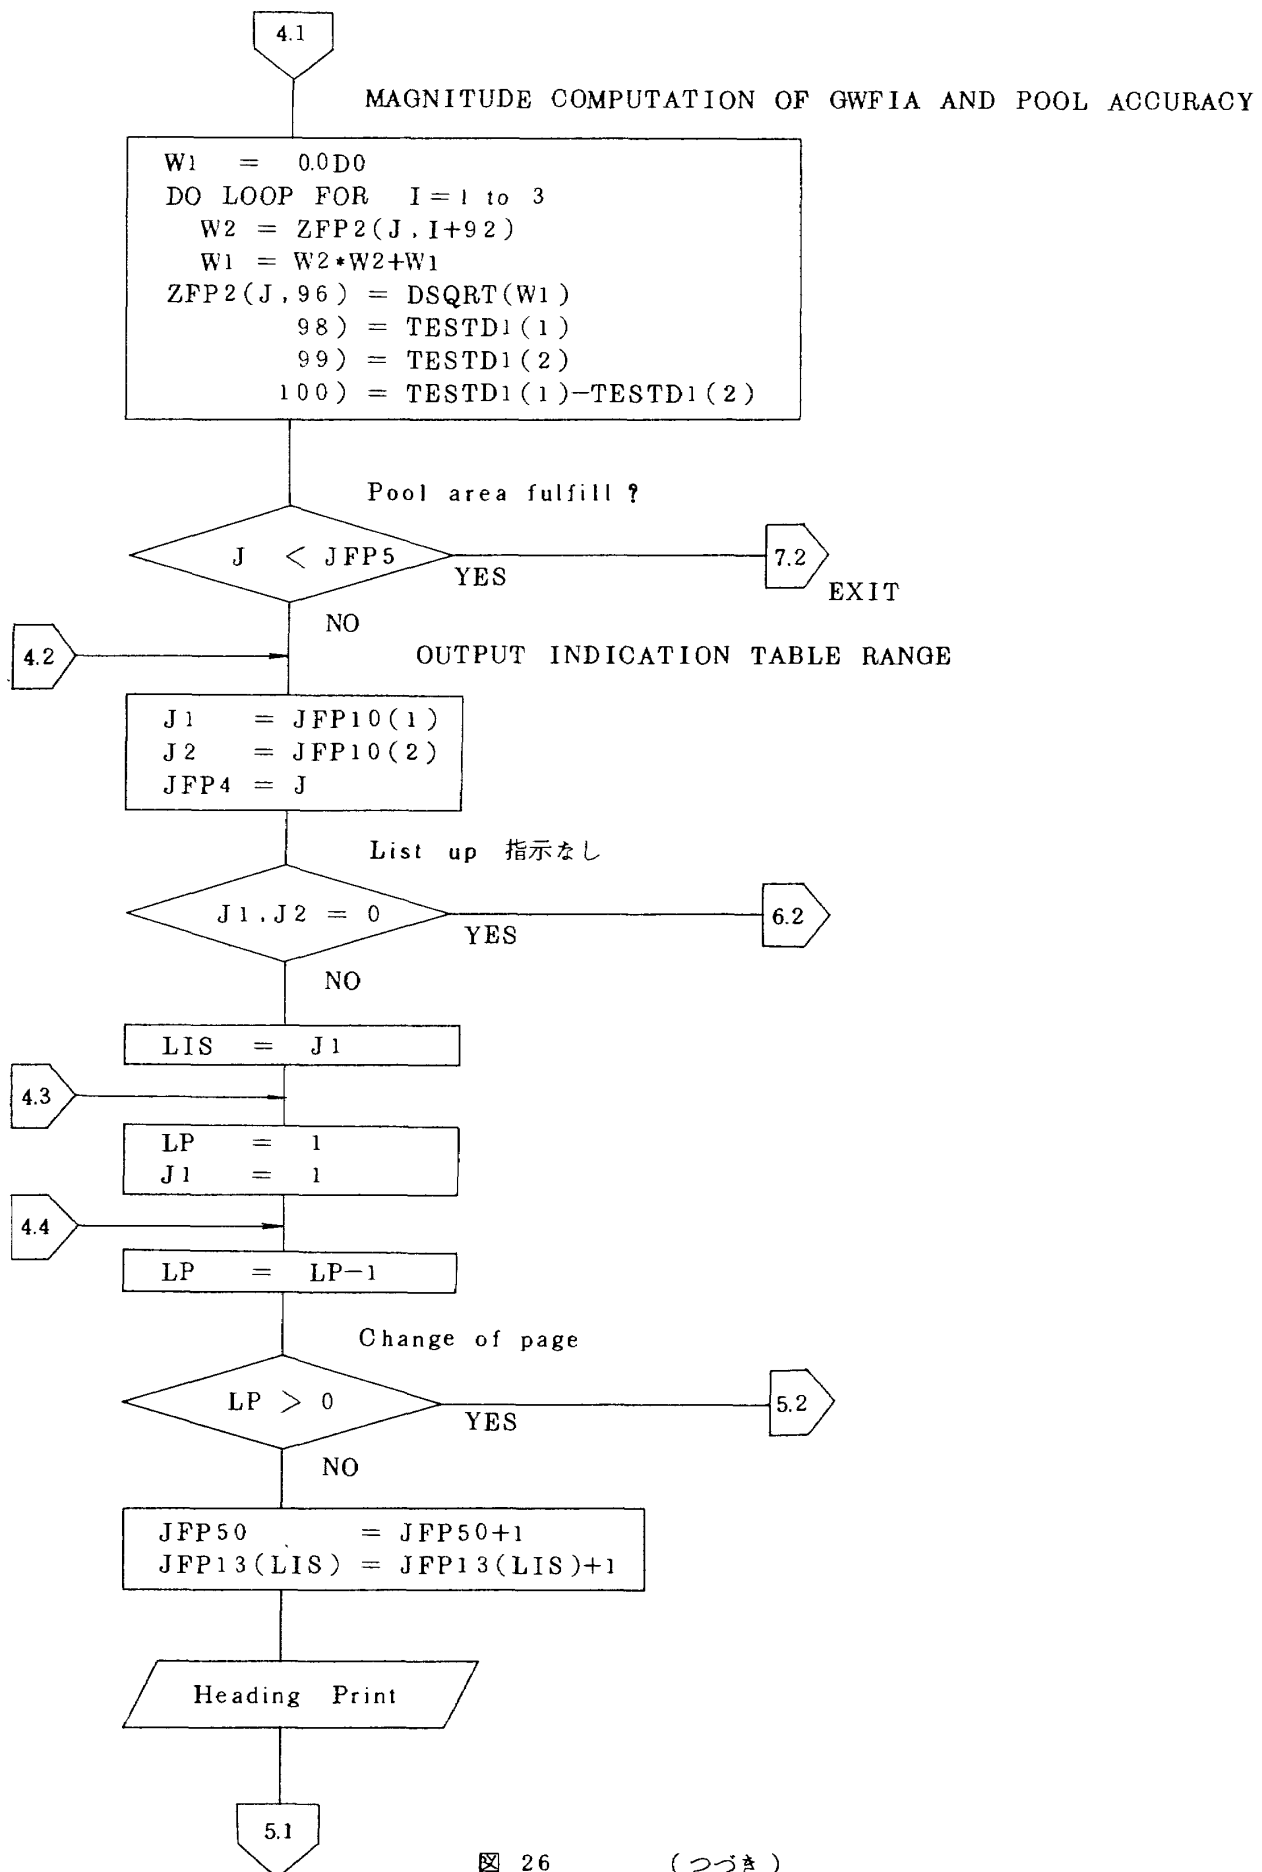 4.1
MAGNITUDE COMPUTATION OF GWFIA AND POOL ACCURACY
W1 = 0.0D0
DO LOOP FOR I=1 to 3
W2 = ZFP2(J,I+92)
W1 = W2*W2+W1
ZFP2(J,96) = DSQRT(W1)
98) = TESTD1(1)
99) = TESTD1(2)
100) = TESTD1(1)-TESTD1(2)
Pool area fulfill ?
J < JFP5
YES
7.2
EXIT
NO
4.2
OUTPUT INDICATION TABLE RANGE
J1 = JFP10(1)
J2 = JFP10(2)
JFP4 = J
List up 指示なし
J1,J2 = 0
YES
6.2
NO
LIS = J1
4.3
LP = 1
J1 = 1
4.4
LP = LP-1
Change of page
LP > 0
YES
5.2
NO
JFP50 = JFP50+1
JFP13(LIS) = JFP13(LIS)+1
Heading Print
5.1
図 26 (つづき)